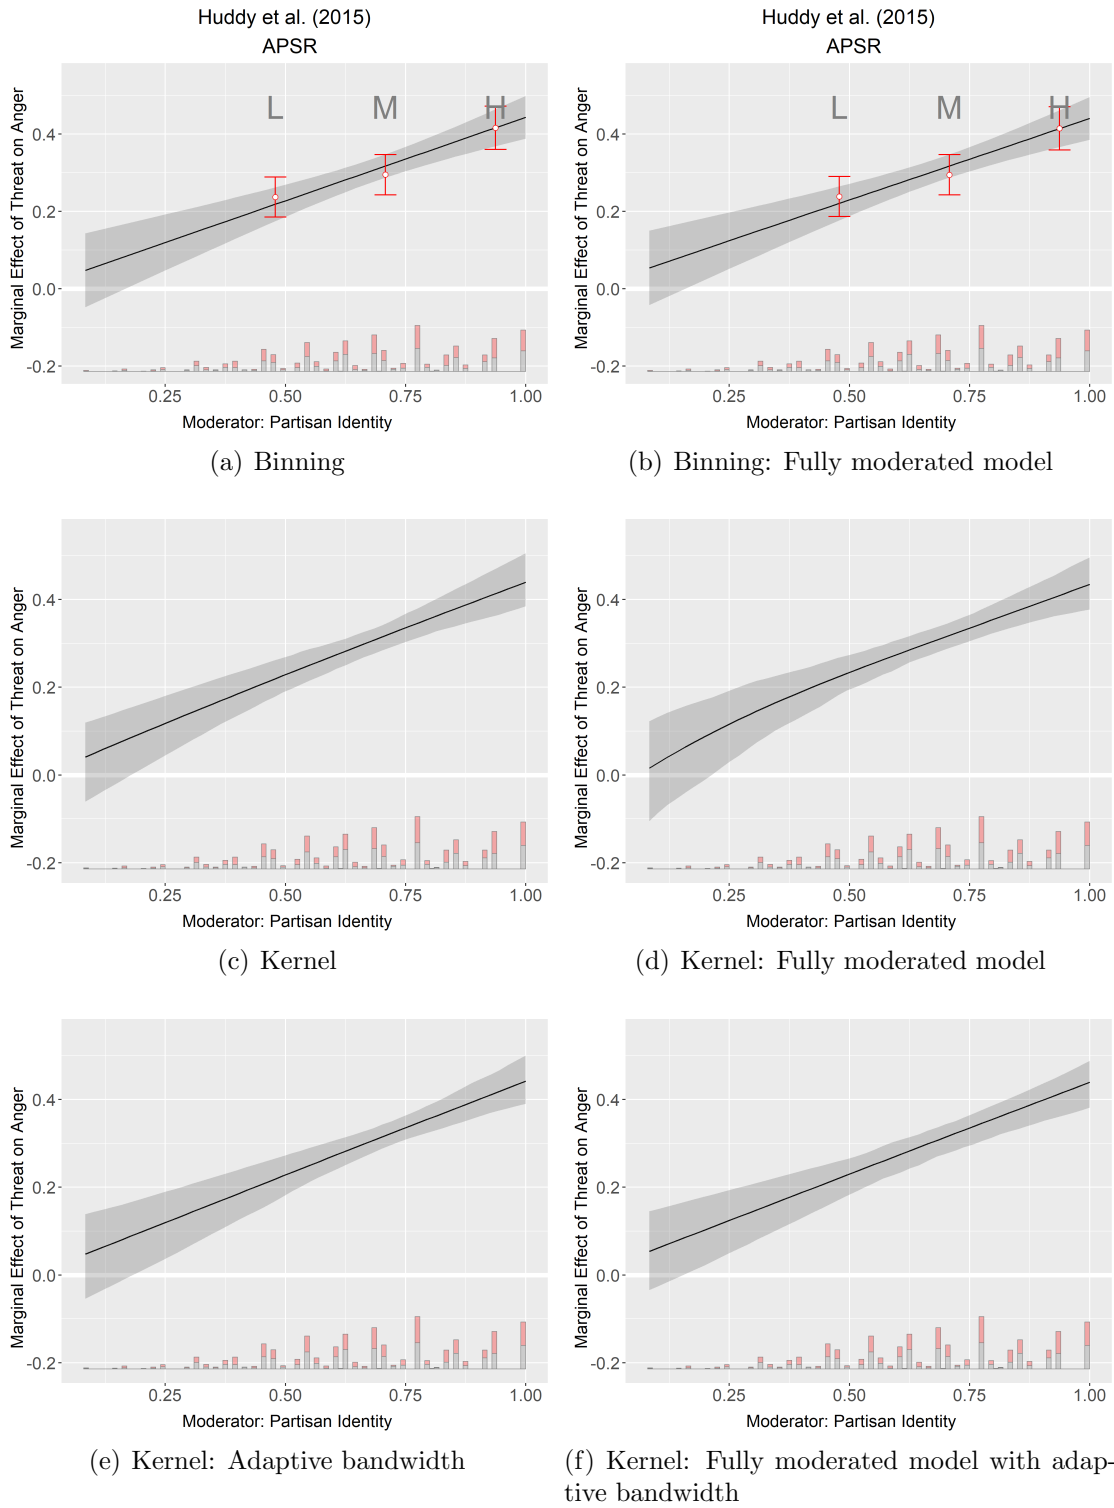 Huddy et al. (2015)
APSR
Marginal Effect of Threat on Anger
L M H
0.4
0.2
0.0
-0.2
0.25 0.50 0.75 1.00
Moderator: Partisan Identity
(a) Binning
Huddy et al. (2015)
APSR
Marginal Effect of Threat on Anger
L M H
0.4
0.2
0.0
-0.2
0.25 0.50 0.75 1.00
Moderator: Partisan Identity
(b) Binning: Fully moderated model
Marginal Effect of Threat on Anger
0.4
0.2
0.0
-0.2
0.25 0.50 0.75 1.00
Moderator: Partisan Identity
(c) Kernel
Marginal Effect of Threat on Anger
0.4
0.2
0.0
-0.2
0.25 0.50 0.75 1.00
Moderator: Partisan Identity
(d) Kernel: Fully moderated model
Marginal Effect of Threat on Anger
0.4
0.2
0.0
-0.2
0.25 0.50 0.75 1.00
Moderator: Partisan Identity
(e) Kernel: Adaptive bandwidth
Marginal Effect of Threat on Anger
0.4
0.2
0.0
-0.2
0.25 0.50 0.75 1.00
Moderator: Partisan Identity
(f) Kernel: Fully moderated model with adap-
tive bandwidth